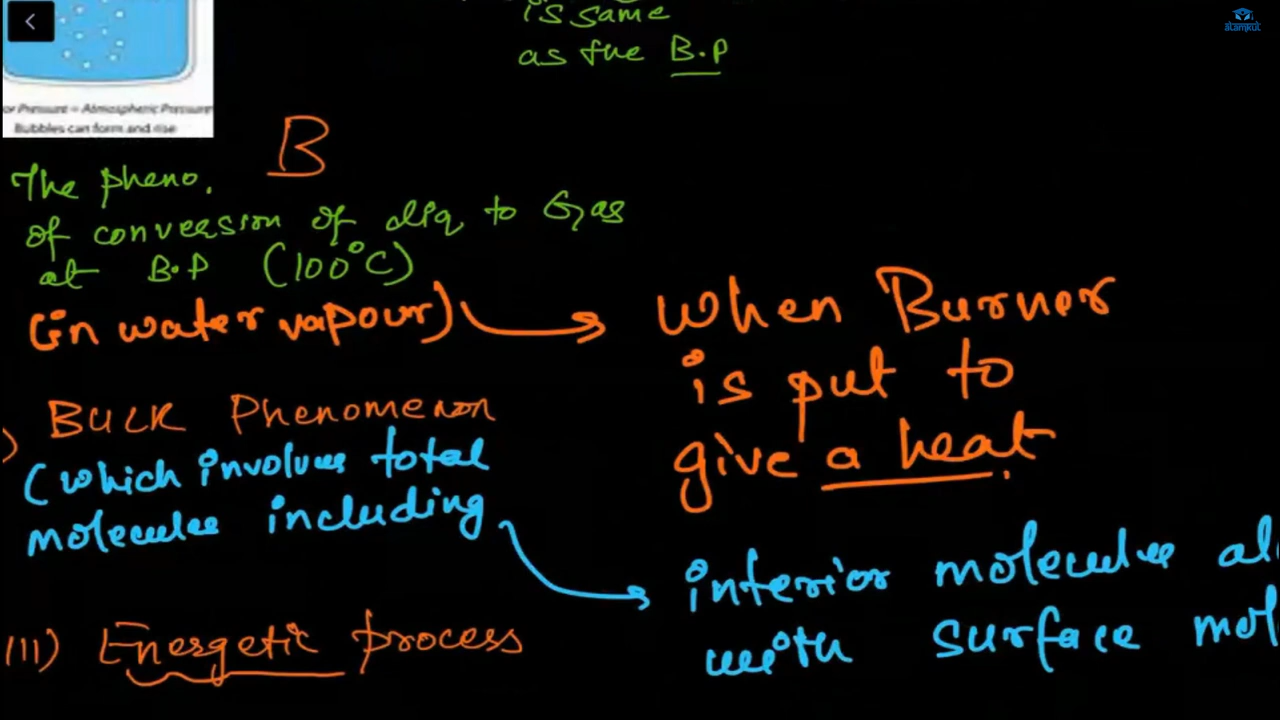 is same
as the B.P
or Pressure = Atmospheric Pressure
Bubbles can form and rise
B
The pheno.
of conversion of liq to Gas
at B.P (100°C)
(in water vapour)
When Burner
is put to
give a heat.
) BULK Phenomenon
(which involves total
molecules including
interior molecules al
with surface mol
III) Energetic process
alamkul